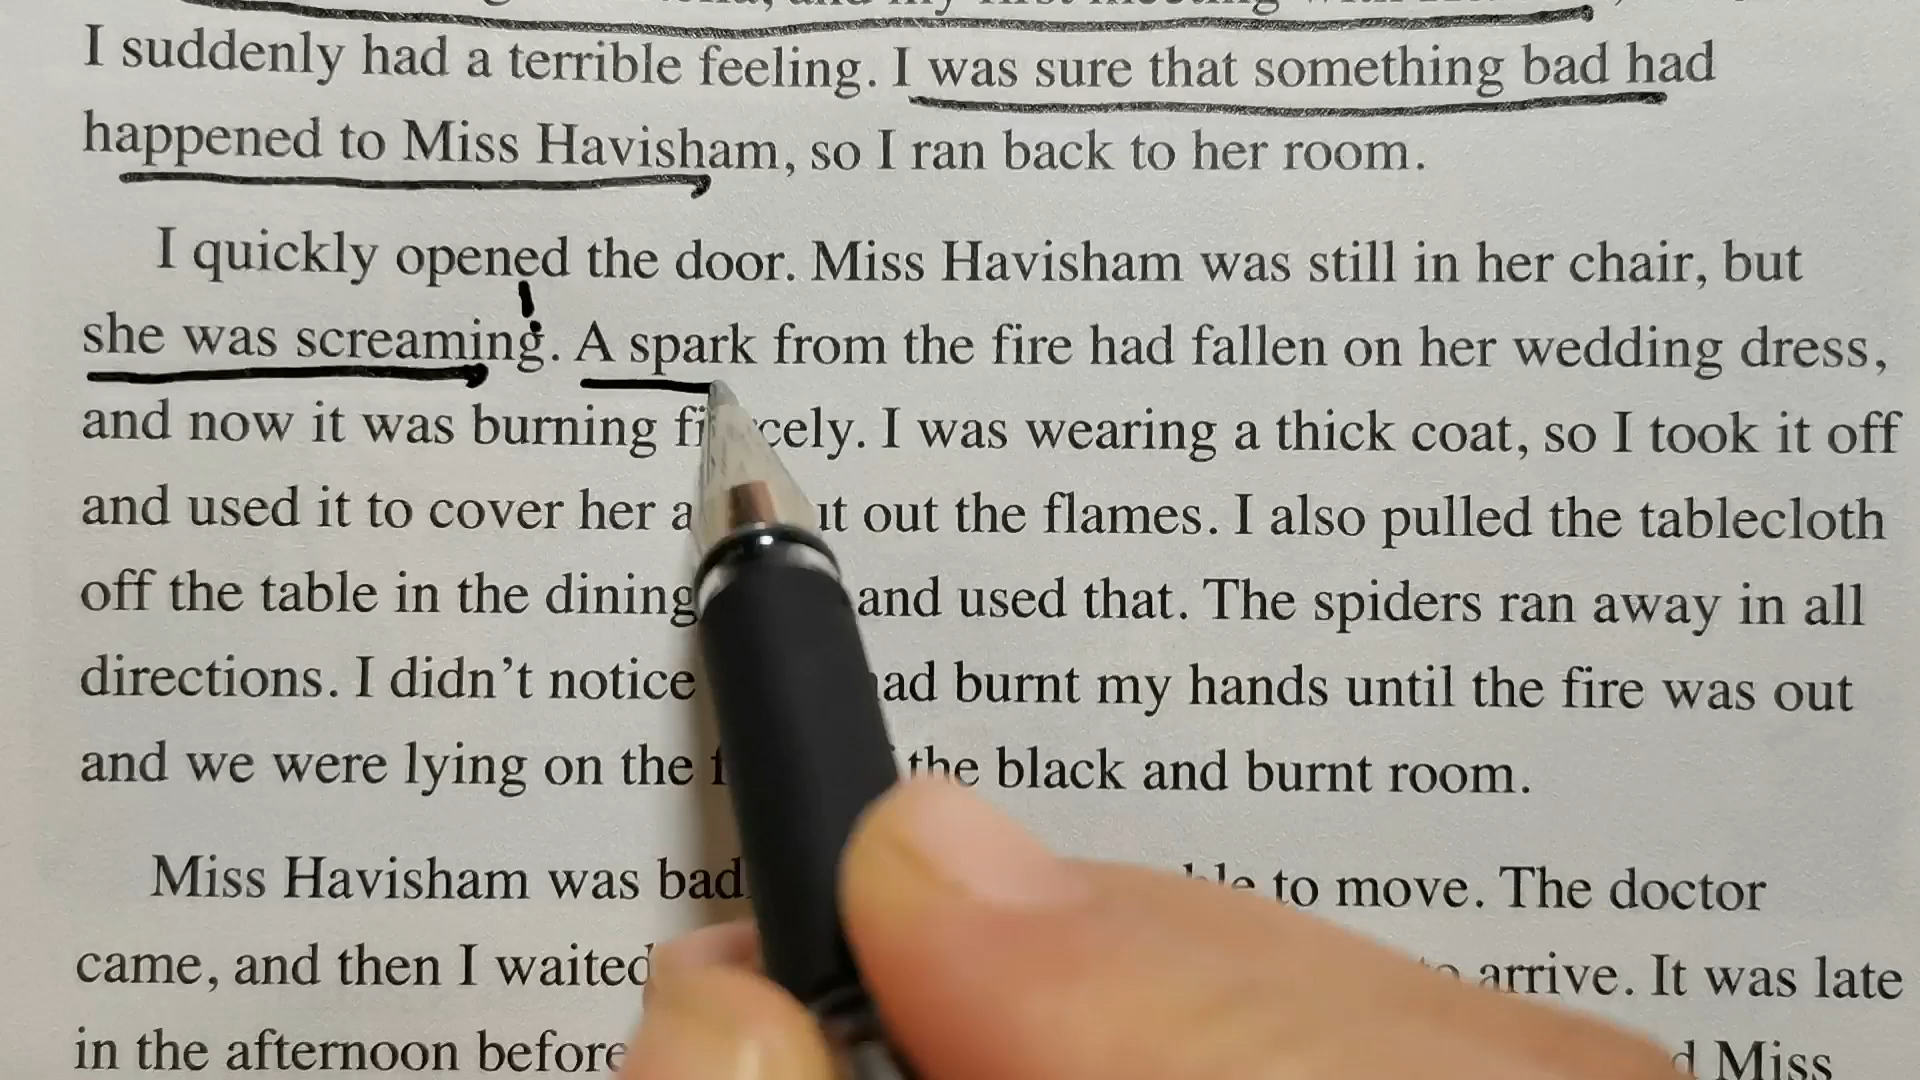 I suddenly had a terrible feeling. I was sure that something bad had
happened to Miss Havisham, so I ran back to her room.
I quickly opened the door. Miss Havisham was still in her chair, but
she was screaming. A spark from the fire had fallen on her wedding dress,
and now it was burning fiercely. I was wearing a thick coat, so I took it off
and used it to cover her out the flames. I also pulled the tablecloth
off the table in the dining and used that. The spiders ran away in all
directions. I didn't notice had burnt my hands until the fire was out
and we were lying on the the black and burnt room.
Miss Havisham was to move. The doctor
came, and then I waited arrive. It was late
in the afternoon before Miss